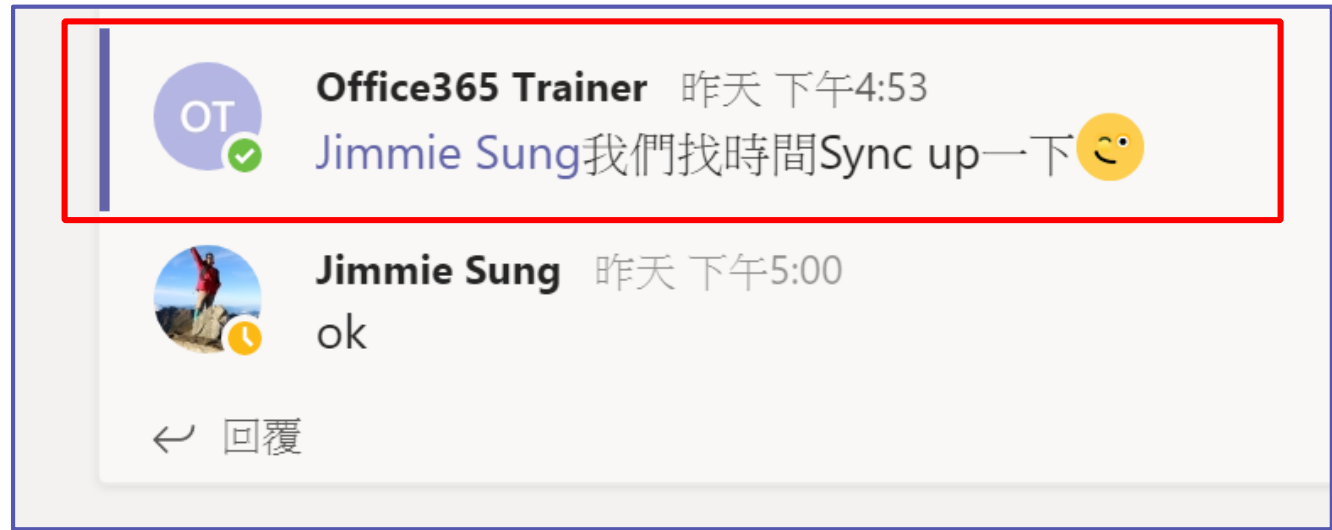 OT
Office365 Trainer 昨天 下午4:53
Jimmie Sung我們找時間Sync up一下
Jimmie Sung 昨天 下午5:00
ok
回覆